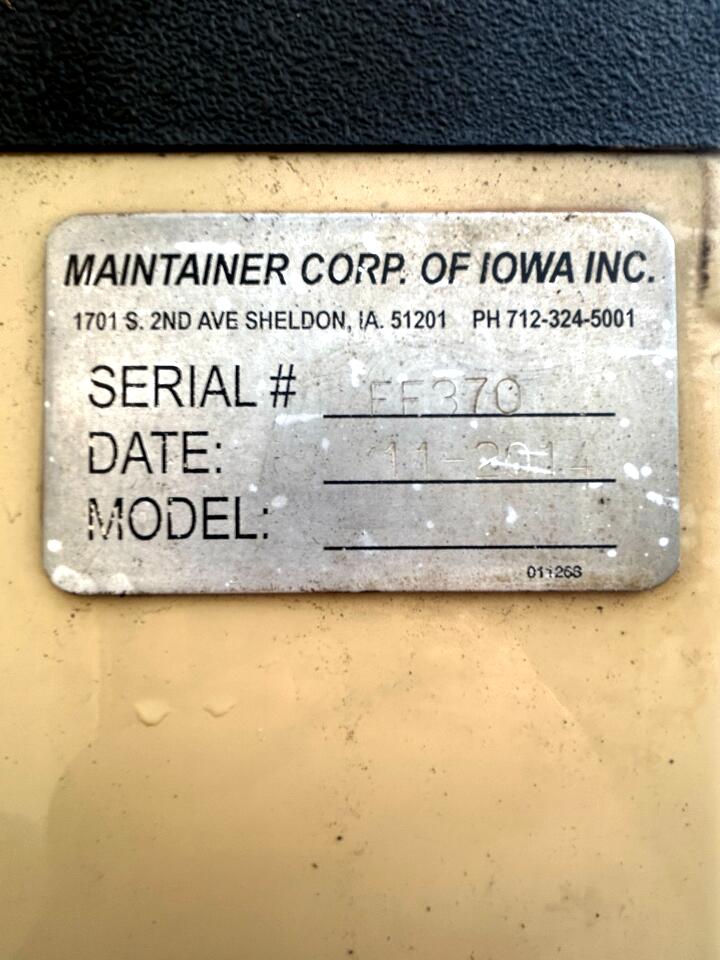 MAINTAINER CORP. OF IOWA INC.
1701 S. 2ND AVE SHELDON, IA. 51201 PH 712-324-5001
SERIAL # EE370
DATE: 11-2014
MODEL:
011268